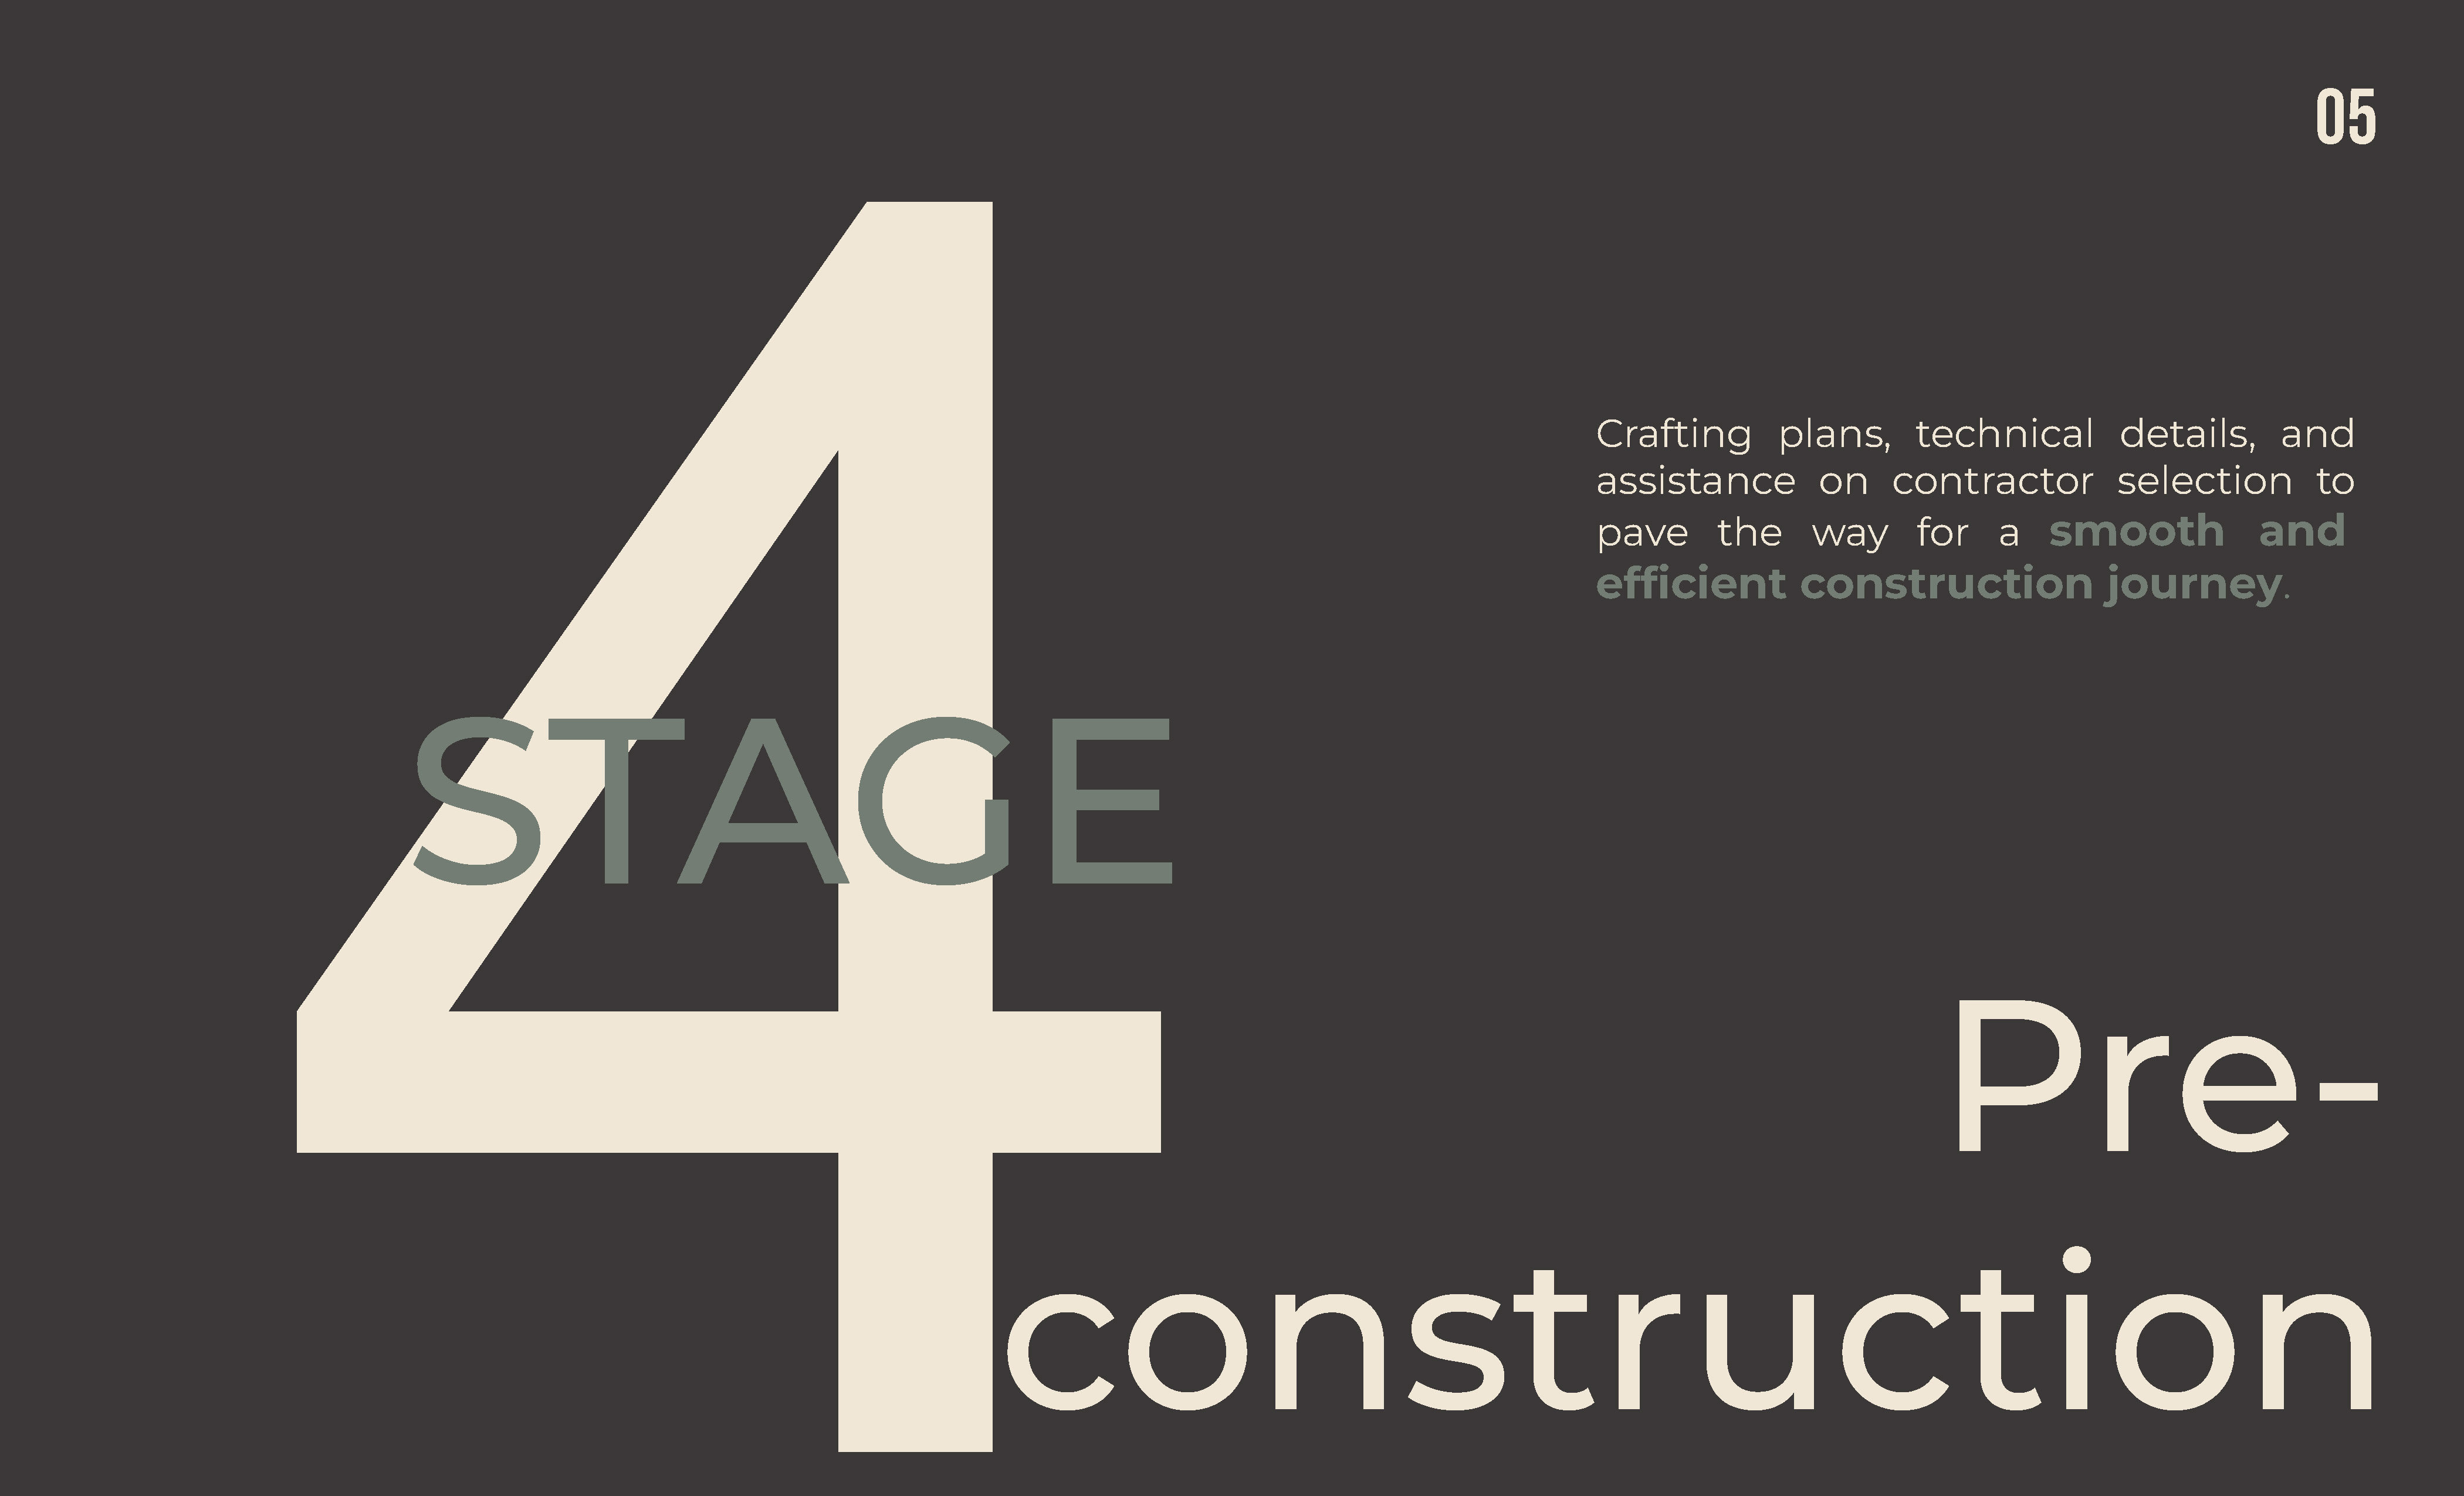 05
4
STAGE
Crafting plans, technical details, and
assistance on contractor selection to
pave the way for a smooth and
efficient construction journey.
Pre-
construction